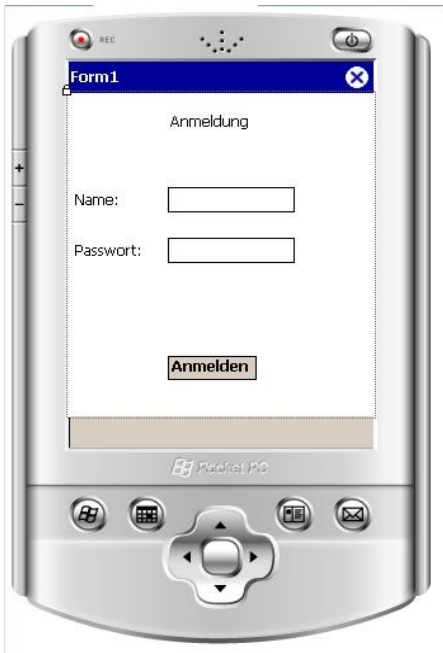 REC
Form1
Anmeldung
Name:
Passwort:
Anmelden
Pocket PC